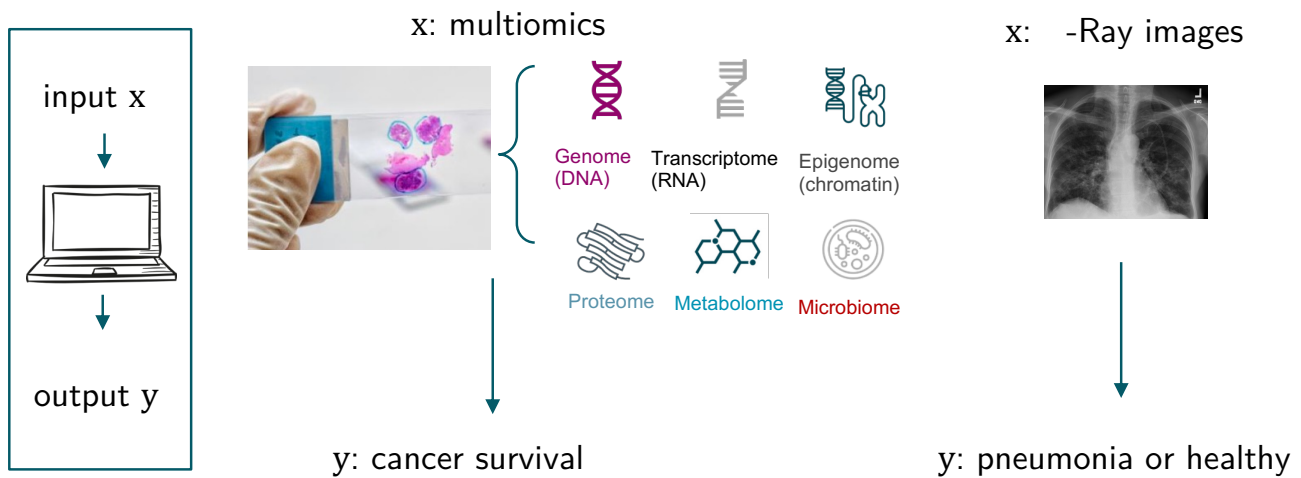 input x
output y
x: multiomics
Genome
(DNA)
Transcriptome
(RNA)
Epigenome
(chromatin)
Proteome
Metabolome
Microbiome
y: cancer survival
x: -Ray images
y: pneumonia or healthy